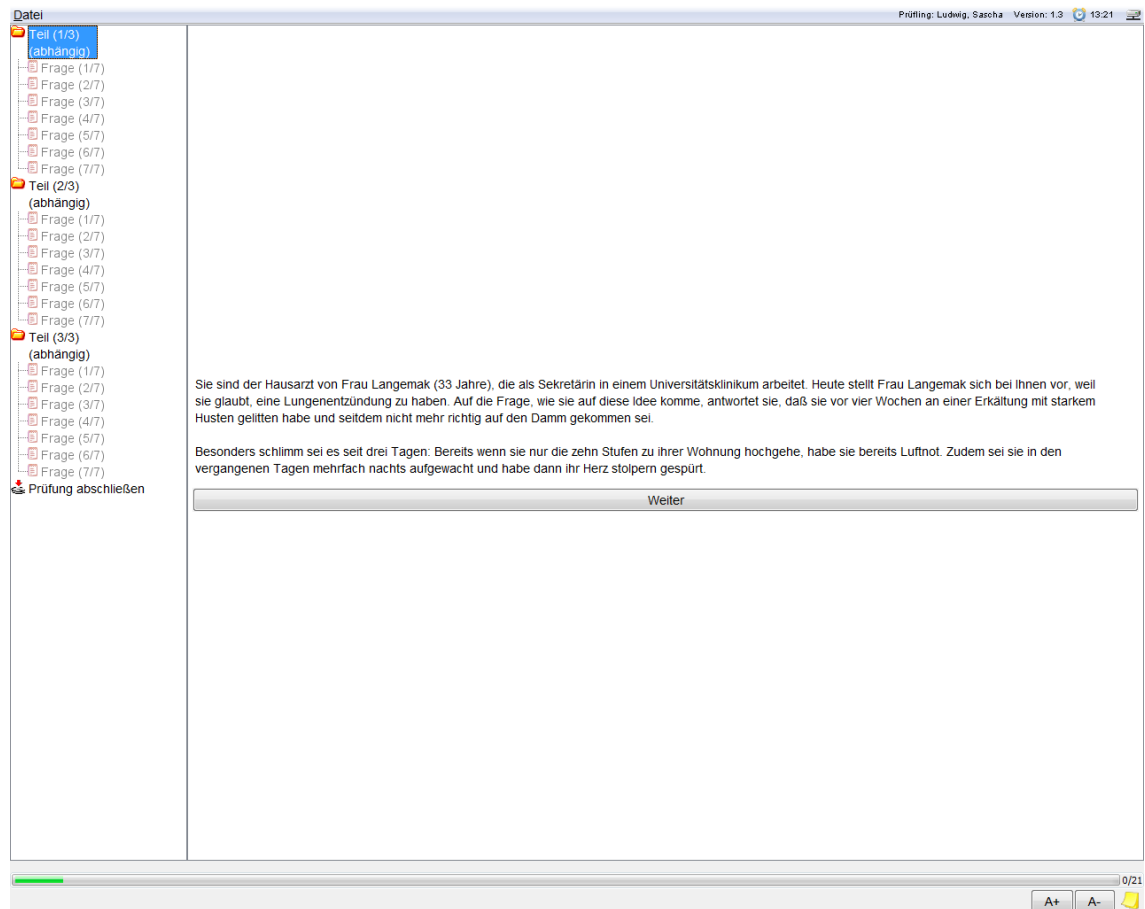 Datei
Prüfling: Ludwig, Sascha Version: 1.3 13:21
Teil (1/3)
(abhängig)
Frage (1/7)
Frage (2/7)
Frage (3/7)
Frage (4/7)
Frage (5/7)
Frage (6/7)
Frage (7/7)
Teil (2/3)
(abhängig)
Frage (1/7)
Frage (2/7)
Frage (3/7)
Frage (4/7)
Frage (5/7)
Frage (6/7)
Frage (7/7)
Teil (3/3)
(abhängig)
Frage (1/7)
Frage (2/7)
Frage (3/7)
Frage (4/7)
Frage (5/7)
Frage (6/7)
Frage (7/7)
Prüfung abschließen
Sie sind der Hausarzt von Frau Langemak (33 Jahre), die als Sekretärin in einem Universitätsklinikum arbeitet. Heute stellt Frau Langemak sich bei Ihnen vor, weil
sie glaubt, eine Lungenentzündung zu haben. Auf die Frage, wie sie auf diese Idee komme, antwortet sie, daß sie vor vier Wochen an einer Erkältung mit starkem
Husten gelitten habe und seitdem nicht mehr richtig auf den Damm gekommen sei.
Besonders schlimm sei es seit drei Tagen: Bereits wenn sie nur die zehn Stufen zu ihrer Wohnung hochgehe, habe sie bereits Luftnot. Zudem sei sie in den
vergangenen Tagen mehrfach nachts aufgewacht und habe dann ihr Herz stolpern gespürt.
Weiter
0/21
A+ A-